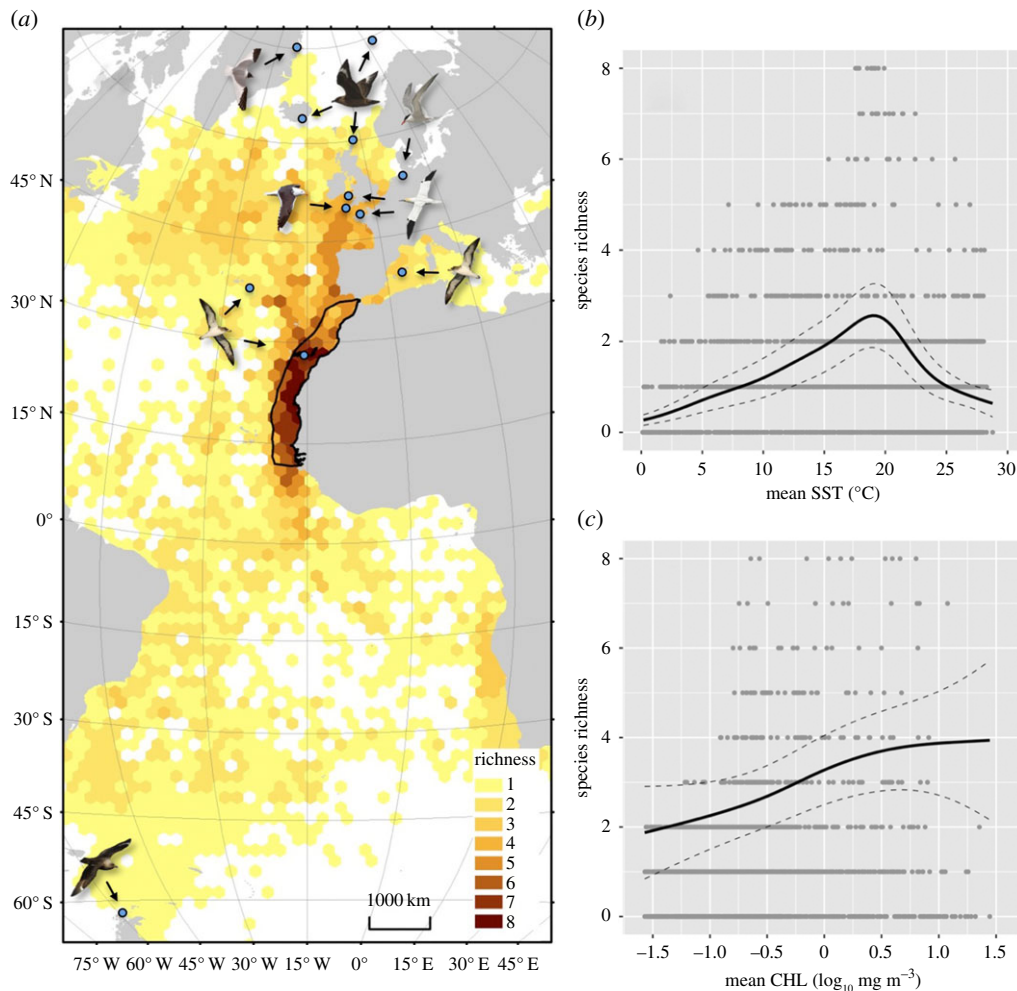 (a)
45° N
30° N
15° N
0°
15° S
30° S
45° S
60° S
75° W 60° W 45° W 30° W 15° W 0° 15° E 30° E 45° E
richness
1
2
3
4
5
6
7
8
1000 km
(b)
species richness
8
6
4
2
0
0 5 10 15 20 25 30
mean SST (°C)
(c)
species richness
8
6
4
2
0
−1.5 −1.0 −0.5 0 0.5 1.0 1.5
mean CHL (log10 mg m−3)